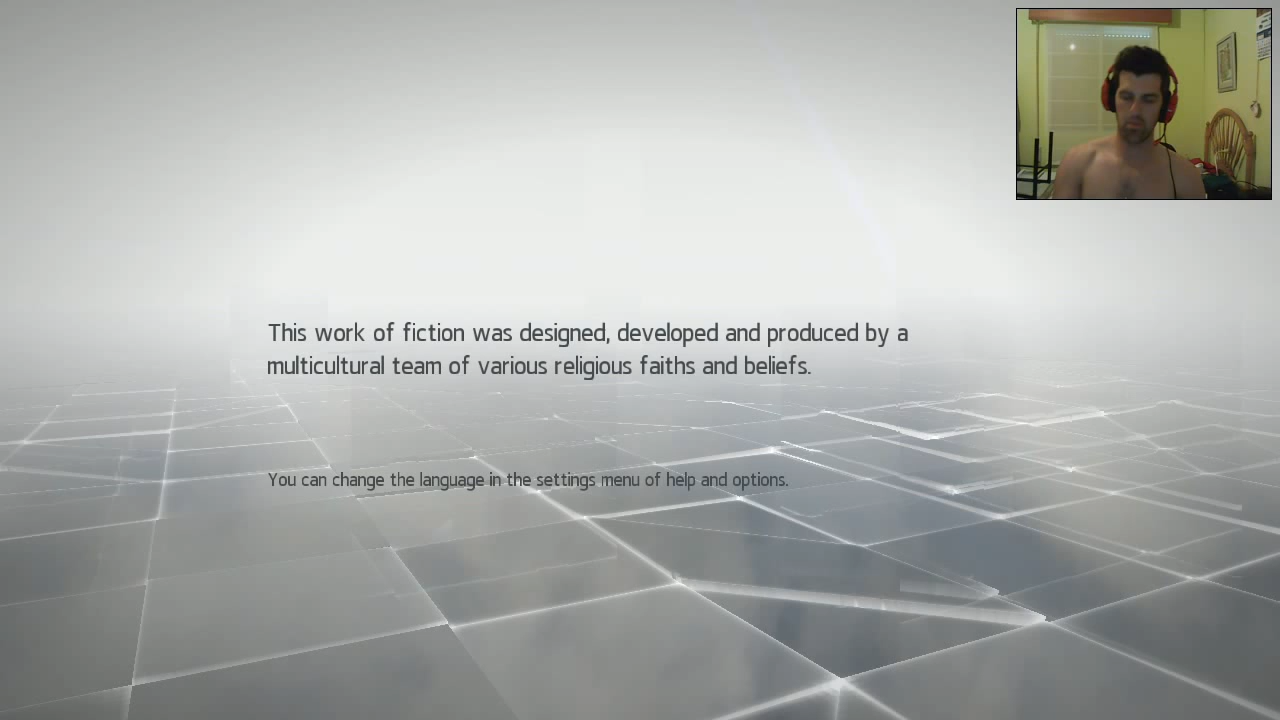 This work of fiction was designed, developed and produced by a
multicultural team of various religious faiths and beliefs.
You can change the language in the settings menu of help and options.